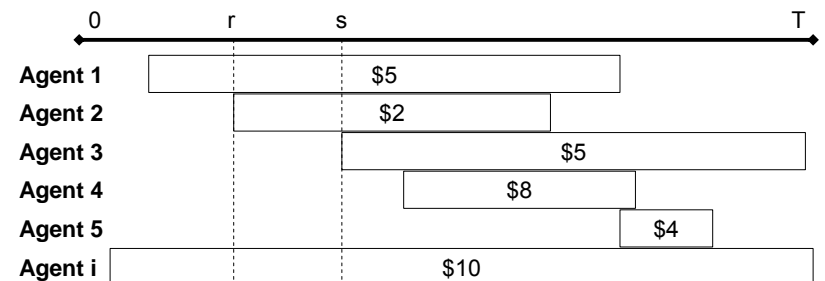 0 r s T
Agent 1 $5
Agent 2 $2
Agent 3 $5
Agent 4 $8
Agent 5 $4
Agent i $10